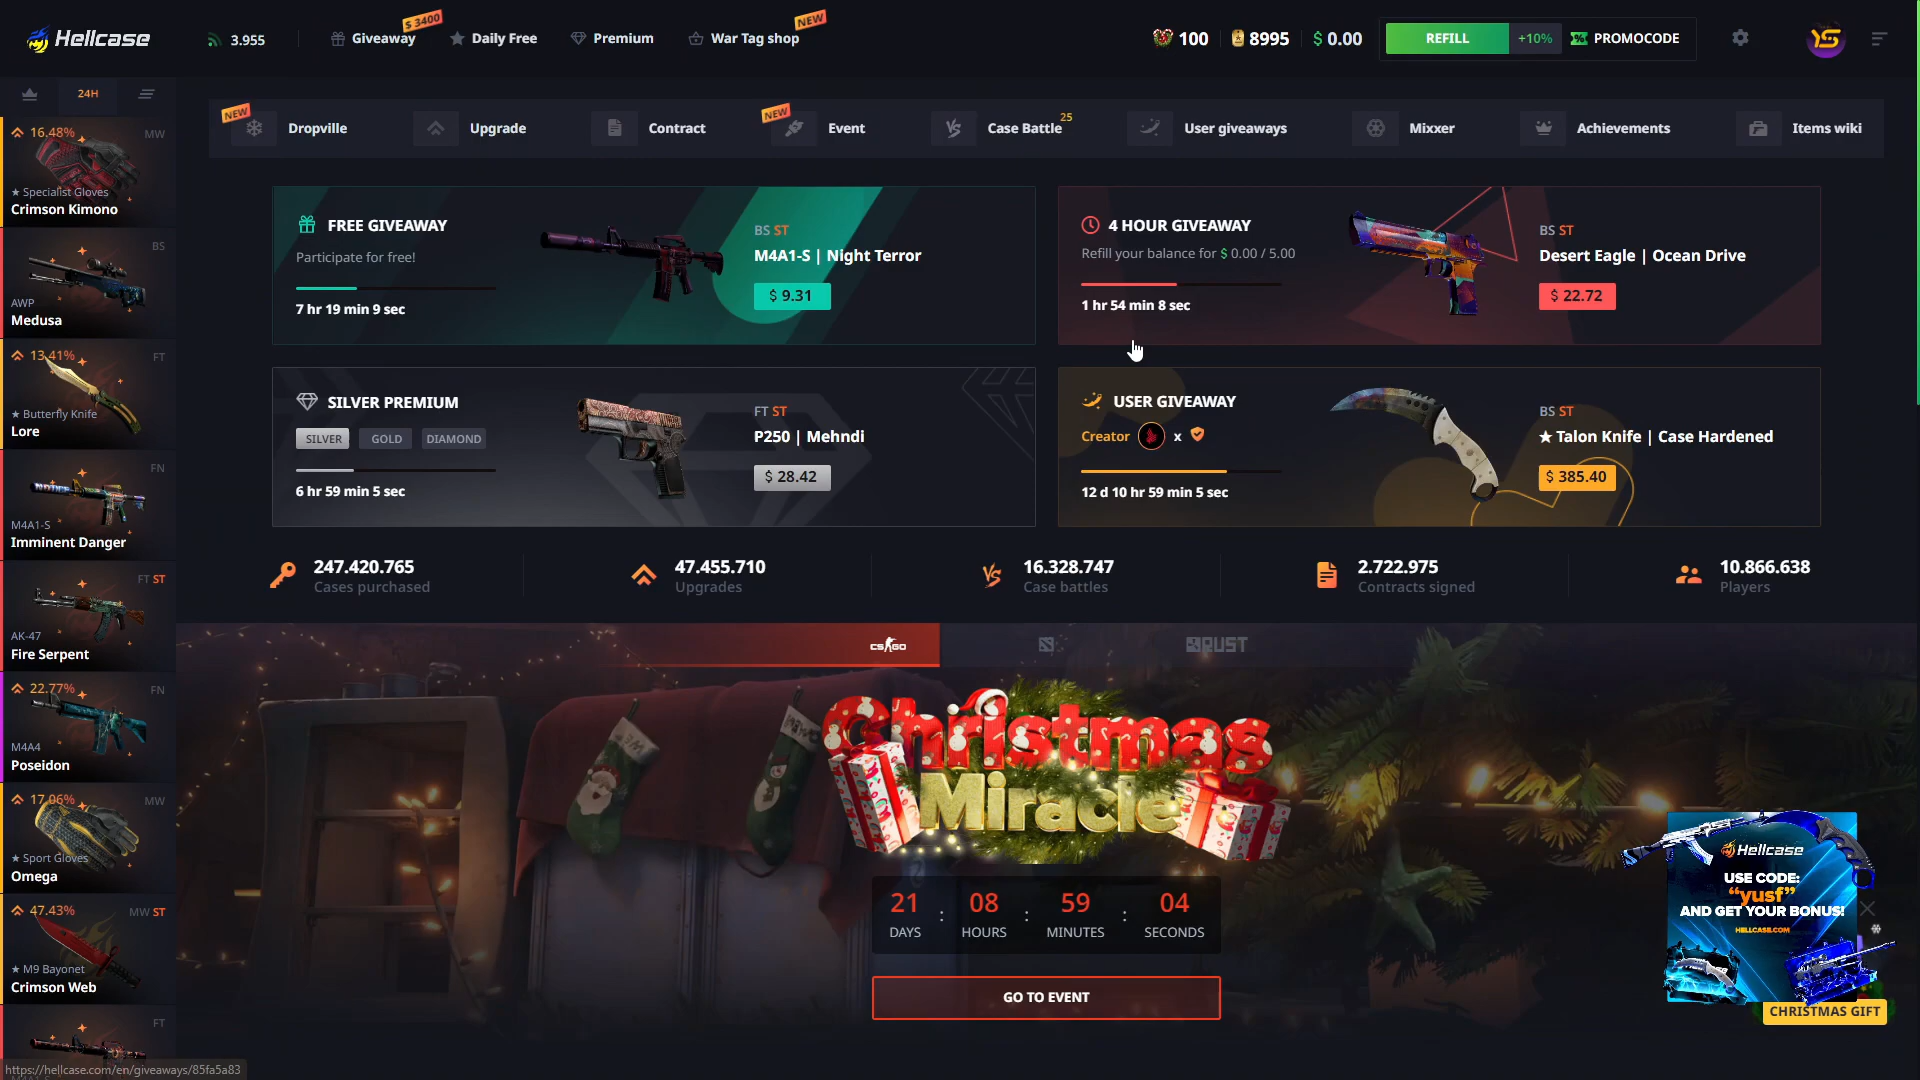 Hellcase
3.955
Giveaway
$ 3400
Daily Free
Premium
War Tag shop
NEW
100
8995
$ 0.00
REFILL
+10%
PROMOCODE
YS
24H
NEW
Dropville
Upgrade
Contract
NEW
Event
Case Battle
25
User giveaways
Mixxer
Achievements
Items wiki
16.48%
MW
★ Specialist Gloves
Crimson Kimono
BS
AWP
Medusa
13.41%
FT
★ Butterfly Knife
Lore
FN
M4A1-S
Imminent Danger
FT ST
AK-47
Fire Serpent
22.77%
FN
M4A4
Poseidon
17.06%
MW
★ Sport Gloves
Omega
47.43%
MW ST
★ M9 Bayonet
Crimson Web
FT
FREE GIVEAWAY
Participate for free!
7 hr 19 min 9 sec
BS ST
M4A1-S | Night Terror
$ 9.31
4 HOUR GIVEAWAY
Refill your balance for $ 0.00 / 5.00
1 hr 54 min 8 sec
BS ST
Desert Eagle | Ocean Drive
$ 22.72
SILVER PREMIUM
SILVER
GOLD
DIAMOND
6 hr 59 min 5 sec
FT ST
P250 | Mehndi
$ 28.42
USER GIVEAWAY
Creator x
12 d 10 hr 59 min 5 sec
BS ST
★ Talon Knife | Case Hardened
$ 385.40
247.420.765
Cases purchased
47.455.710
Upgrades
16.328.747
Case battles
2.722.975
Contracts signed
10.866.638
Players
CS GO
RUST
Christmas
Miracle
21 : 08 : 59 : 04
DAYS HOURS MINUTES SECONDS
GO TO EVENT
Hellcase
USE CODE:
“yusf”
AND GET YOUR BONUS!
HELLCASE.COM
CHRISTMAS GIFT
https://hellcase.com/en/giveaways/85fa5a83